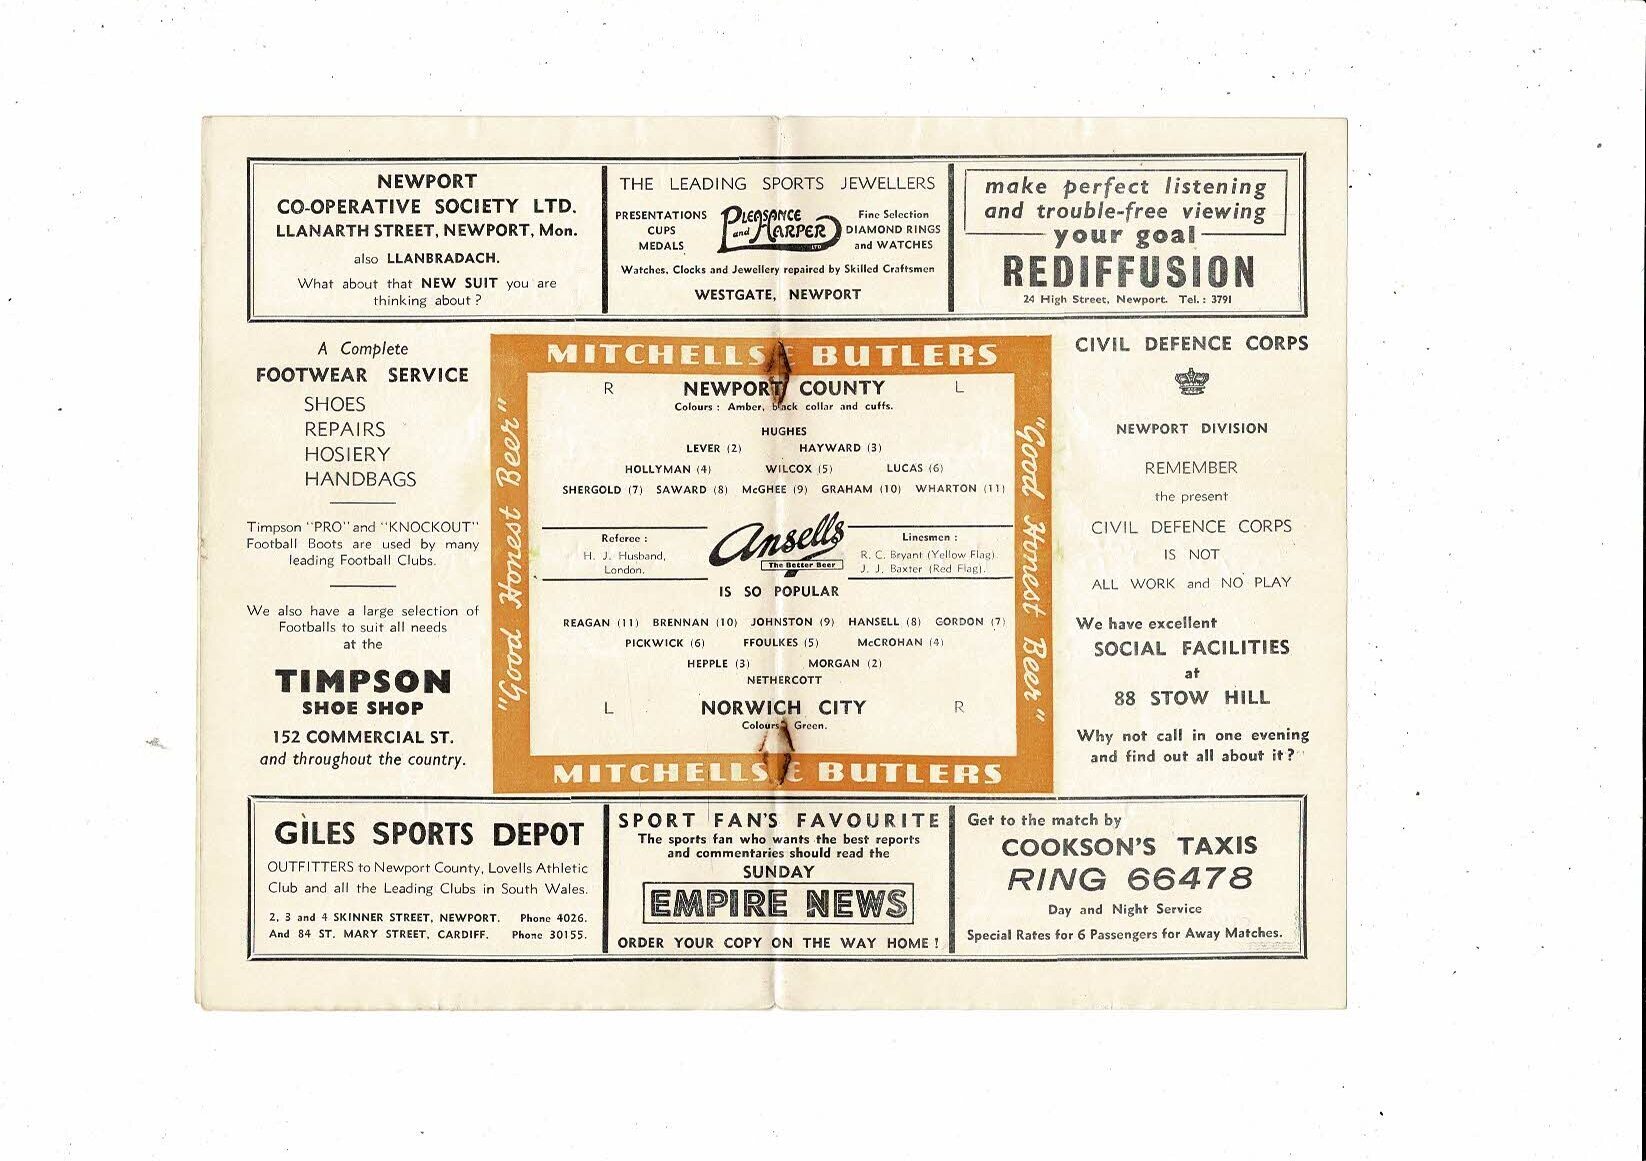 NEWPORT
CO-OPERATIVE SOCIETY LTD.
LLANARTH STREET, NEWPORT, Mon.
also LLANBRADACH.
What about that NEW SUIT you are
thinking about ?
THE LEADING SPORTS JEWELLERS
PRESENTATIONS
CUPS
MEDALS
PLEASANCE
and HARPER
LTD
Fine Selection
DIAMOND RINGS
and WATCHES
Watches, Clocks and Jewellery repaired by Skilled Craftsmen
WESTGATE, NEWPORT
make perfect listening
and trouble-free viewing
your goal
REDIFFUSION
24 High Street, Newport. Tel. : 3791
A Complete
FOOTWEAR SERVICE
SHOES
REPAIRS
HOSIERY
HANDBAGS
Timpson "PRO" and "KNOCKOUT"
Football Boots are used by many
leading Football Clubs.
We also have a large selection of
Footballs to suit all needs
at the
TIMPSON
SHOE SHOP
152 COMMERCIAL ST.
and throughout the country.
MITCHELLS & BUTLERS
"Good Honest Beer"
R NEWPORT COUNTY L
Colours : Amber, black collar and cuffs.
HUGHES
LEVER (2) HAYWARD (3)
HOLLYMAN (4) WILCOX (5) LUCAS (6)
SHERGOLD (7) SAWARD (8) McGHEE (9) GRAHAM (10) WHARTON (11)
Referee :
H. J. Husband,
London.
Ansells
The Better Beer
Linesmen :
R. C. Bryant (Yellow Flag)
J. J. Baxter (Red Flag).
IS SO POPULAR
REAGAN (11) BRENNAN (10) JOHNSTON (9) HANSELL (8) GORDON (7)
PICKWICK (6) FFOULKES (5) McCROHAN (4)
HEPPLE (3) MORGAN (2)
NETHERCOTT
L NORWICH CITY R
Colours : Green.
"Good Honest Beer"
MITCHELLS & BUTLERS
CIVIL DEFENCE CORPS
NEWPORT DIVISION
REMEMBER
the present
CIVIL DEFENCE CORPS
IS NOT
ALL WORK and NO PLAY
We have excellent
SOCIAL FACILITIES
at
88 STOW HILL
Why not call in one evening
and find out all about it?
GILES SPORTS DEPOT
OUTFITTERS to Newport County, Lovells Athletic
Club and all the Leading Clubs in South Wales.
2, 3 and 4 SKINNER STREET, NEWPORT. Phone 4026.
And 84 ST. MARY STREET, CARDIFF. Phone 30155.
SPORT FAN'S FAVOURITE
The sports fan who wants the best reports
and commentaries should read the
SUNDAY
EMPIRE NEWS
ORDER YOUR COPY ON THE WAY HOME !
Get to the match by
COOKSON'S TAXIS
RING 66478
Day and Night Service
Special Rates for 6 Passengers for Away Matches.